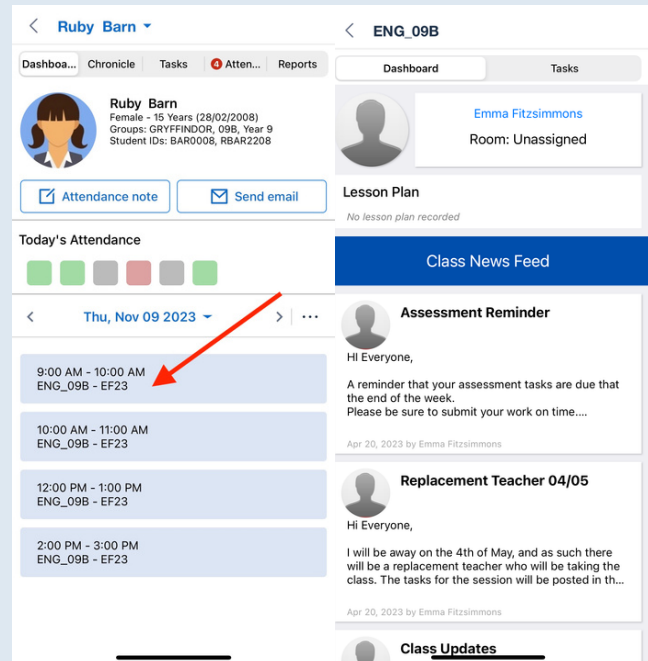 Ruby Barn
Dashboa...
Chronicle
Tasks
4 Atten...
Reports
Ruby Barn
Female - 15 Years (28/02/2008)
Groups: GRYFFINDOR, 09B, Year 9
Student IDs: BAR0008, RBAR2208
Attendance note
Send email
Today's Attendance
Thu, Nov 09 2023
9:00 AM - 10:00 AM
ENG_09B - EF23
10:00 AM - 11:00 AM
ENG_09B - EF23
12:00 PM - 1:00 PM
ENG_09B - EF23
2:00 PM - 3:00 PM
ENG_09B - EF23
ENG_09B
Dashboard
Tasks
Emma Fitzsimmons
Room: Unassigned
Lesson Plan
No lesson plan recorded
Class News Feed
Assessment Reminder
HI Everyone,
A reminder that your assessment tasks are due that
the end of the week.
Please be sure to submit your work on time....
Apr 20, 2023 by Emma Fitzsimmons
Replacement Teacher 04/05
Hi Everyone,
I will be away on the 4th of May, and as such there
will be a replacement teacher who will be taking the
class. The tasks for the session will be posted in th...
Apr 20, 2023 by Emma Fitzsimmons
Class Updates